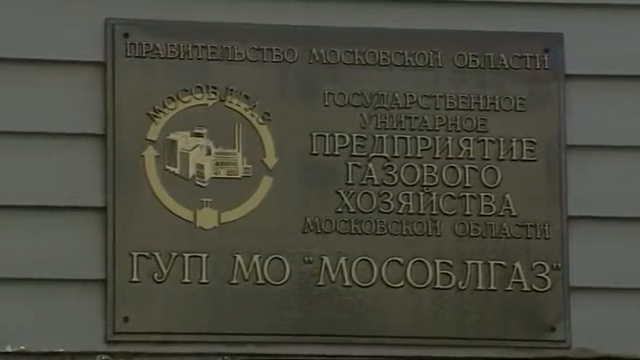 ПРАВИТЕЛЬСТВО МОСКОВСКОЙ ОБЛАСТИ
МОСОБЛГАЗ
ГОСУДАРСТВЕННОЕ
УНИТАРНОЕ
ПРЕДПРИЯТИЕ
ГАЗОВОГО
ХОЗЯЙСТВА
МОСКОВСКОЙ ОБЛАСТИ
ГУП МО "МОСОБЛГАЗ"